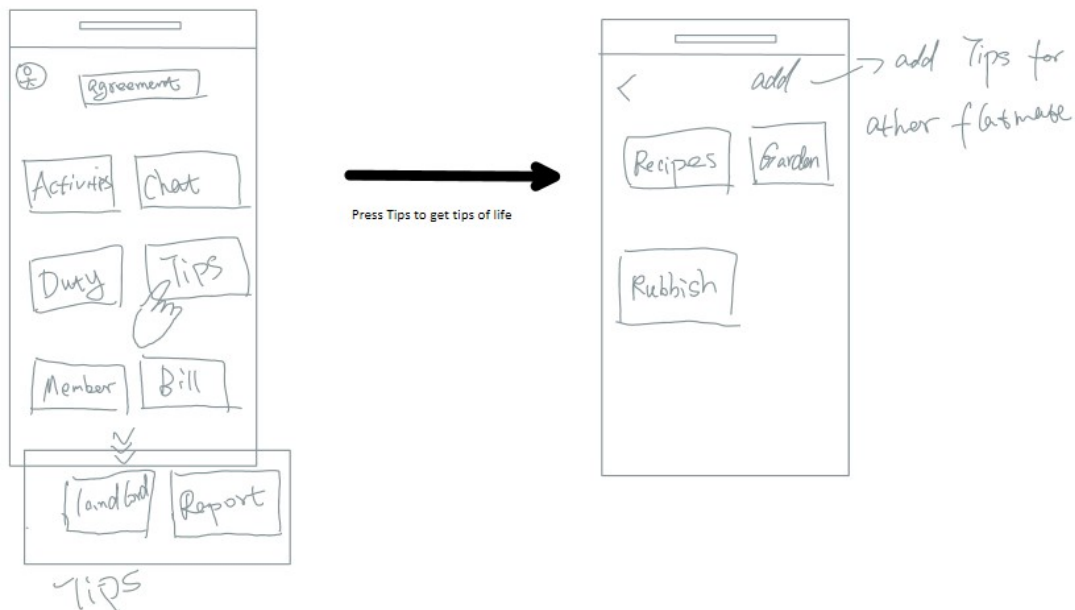 agreement
Activities Chat
Duty Tips
Member Bill
landlord Report
Tips
Press Tips to get tips of life
add add Tips for
other flatmate
Recipes Garden
Rubbish